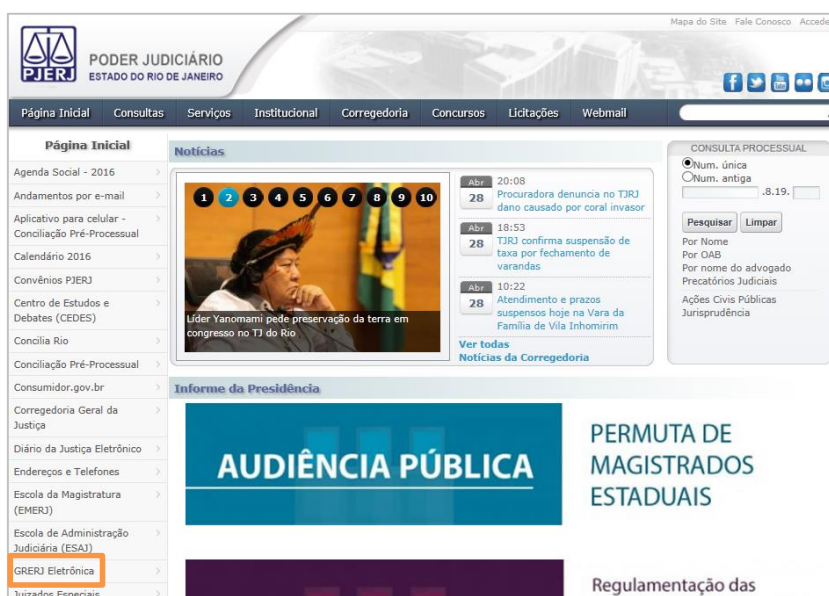 Mapa do Site Fale Conosco
PJERJ
PODER JUDICIÁRIO
ESTADO DO RIO DE JANEIRO
Página Inicial Consultas Serviços Institucional Corregedoria Concursos Licitações Webmail
Página Inicial
Agenda Social - 2016
Andamentos por e-mail
Aplicativo para celular -
Conciliação Pré-Processual
Calendário 2016
Convênios PJERJ
Centro de Estudos e
Debates (CEDES)
Concilia Rio
Conciliação Pré-Processual
Consumidor.gov.br
Corregedoria Geral da
Justiça
Diário da Justiça Eletrônico
Endereços e Telefones
Escola da Magistratura
(EMERJ)
Escola de Administração
Judiciária (ESAJ)
GRERJ Eletrônica
Juizados Especiais
Notícias
1 2 3 4 5 6 7 8 9 10
Líder Yanomami pede preservação da terra em
congresso no TJ do Rio
Abr 28
20:08
Procuradora denuncia no TJRJ
dano causado por coral invasor
Abr 28
18:53
TJRJ confirma suspensão de
taxa por fechamento de
varandas
Abr 28
10:22
Atendimento e prazos
suspensos hoje na Vara da
Família de Vila Inhomirim
Ver todas
Notícias da Corregedoria
CONSULTA PROCESSUAL
Num. única
Num. antiga
.8.19.
Pesquisar Limpar
Por Nome
Por OAB
Por nome do advogado
Precatórios Judiciais
Ações Civis Públicas
Jurisprudência
Informe da Presidência
AUDIÊNCIA PÚBLICA
PERMUTA DE
MAGISTRADOS
ESTADUAIS
Regulamentação das